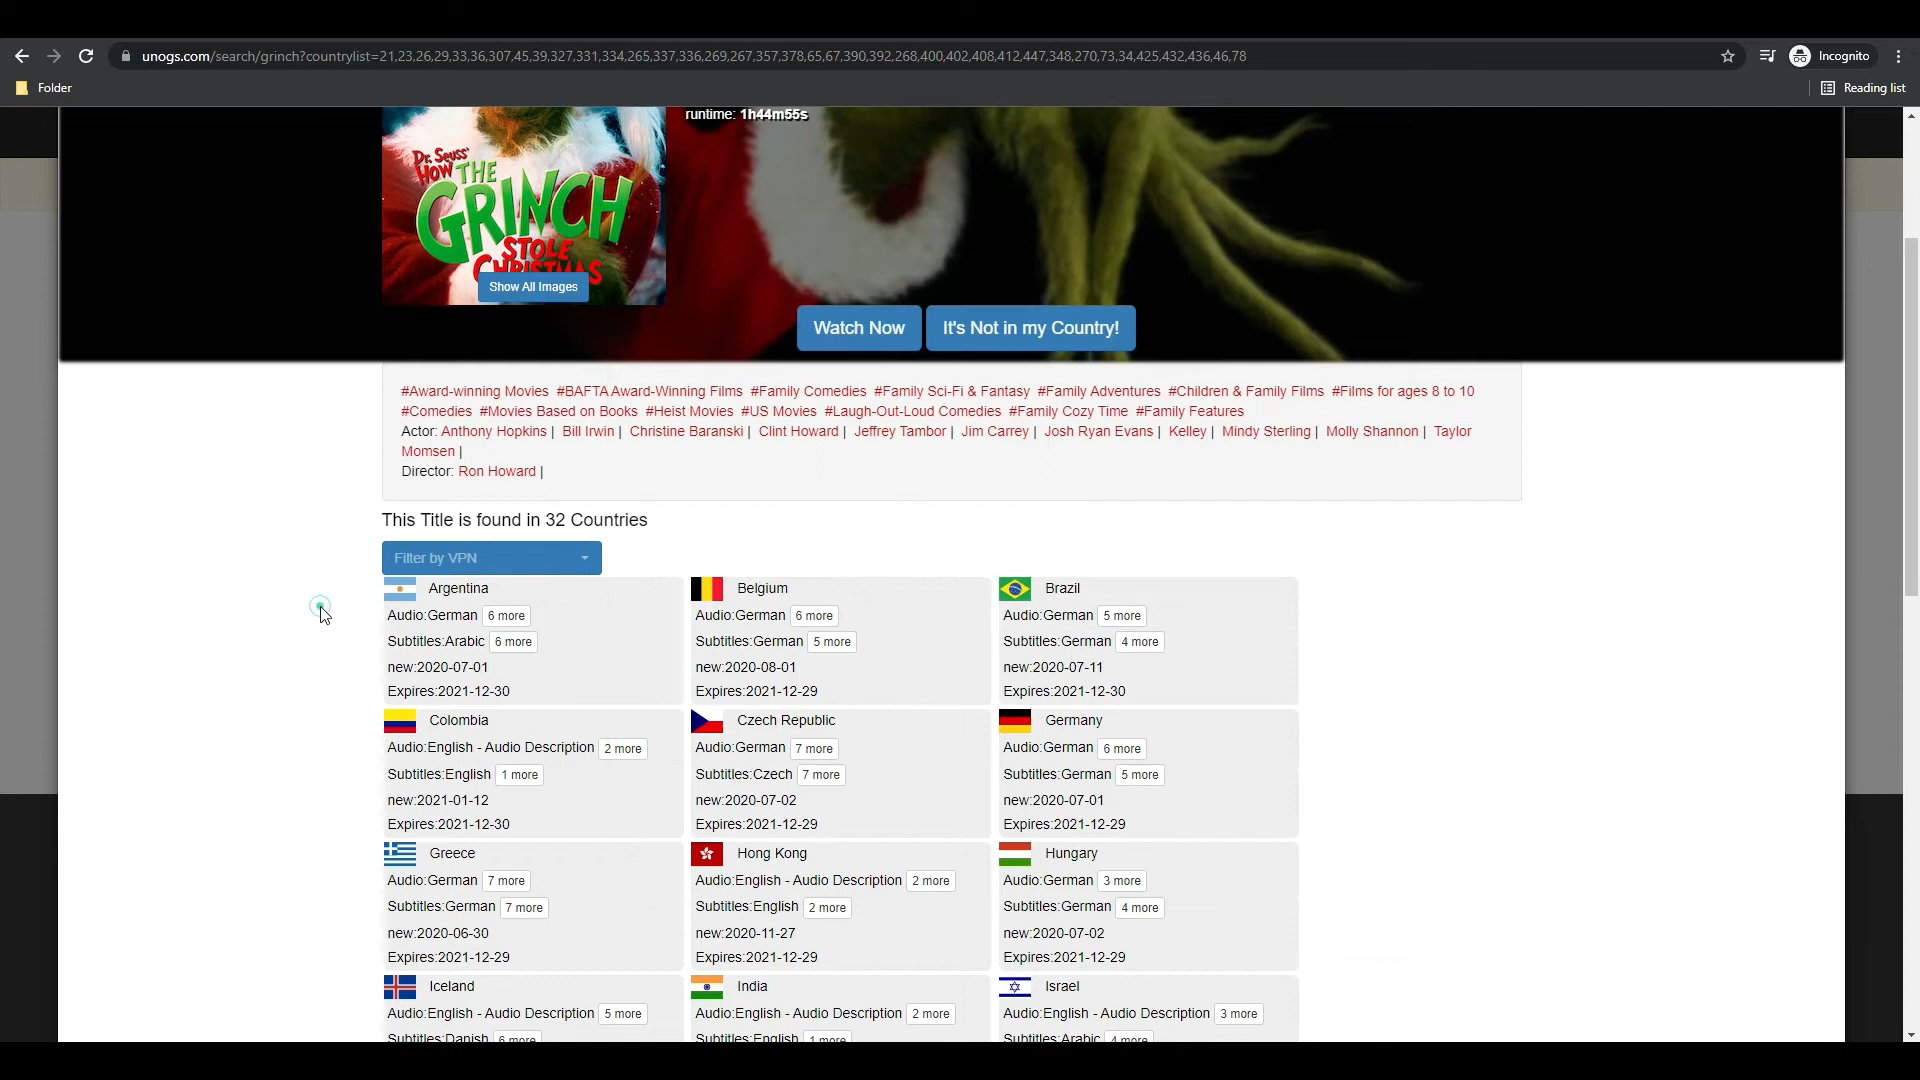 unogs.com/search/grinch?countrylist=21,23,26,29,33,36,307,45,39,327,331,334,265,337,336,269,267,357,378,65,67,390,392,268,400,402,408,412,447,348,270,73,34,425,432,436,46,78
Incognito
Folder
Reading list
runtime: 1h44m55s
Dr. Seuss'
HOW THE
GRINCH
STOLE
CHRISTMAS
Show All Images
Watch Now
It's Not in my Country!
#Award-winning Movies #BAFTA Award-Winning Films #Family Comedies #Family Sci-Fi & Fantasy #Family Adventures #Children & Family Films #Films for ages 8 to 10
#Comedies #Movies Based on Books #Heist Movies #US Movies #Laugh-Out-Loud Comedies #Family Cozy Time #Family Features
Actor: Anthony Hopkins | Bill Irwin | Christine Baranski | Clint Howard | Jeffrey Tambor | Jim Carrey | Josh Ryan Evans | Kelley | Mindy Sterling | Molly Shannon | Taylor
Momsen |
Director: Ron Howard |
This Title is found in 32 Countries
Filter by VPN
Argentina
Audio:German 6 more
Subtitles:Arabic 6 more
new:2020-07-01
Expires:2021-12-30
Belgium
Audio:German 6 more
Subtitles:German 5 more
new:2020-08-01
Expires:2021-12-29
Brazil
Audio:German 5 more
Subtitles:German 4 more
new:2020-07-11
Expires:2021-12-30
Colombia
Audio:English - Audio Description 2 more
Subtitles:English 1 more
new:2021-01-12
Expires:2021-12-30
Czech Republic
Audio:German 7 more
Subtitles:Czech 7 more
new:2020-07-02
Expires:2021-12-29
Germany
Audio:German 6 more
Subtitles:German 5 more
new:2020-07-01
Expires:2021-12-29
Greece
Audio:German 7 more
Subtitles:German 7 more
new:2020-06-30
Expires:2021-12-29
Hong Kong
Audio:English - Audio Description 2 more
Subtitles:English 2 more
new:2020-11-27
Expires:2021-12-29
Hungary
Audio:German 3 more
Subtitles:German 4 more
new:2020-07-02
Expires:2021-12-29
Iceland
Audio:English - Audio Description 5 more
Subtitles:Danish 6 more
India
Audio:English - Audio Description 2 more
Subtitles:English 1 more
Israel
Audio:English - Audio Description 3 more
Subtitles:Arabic 4 more